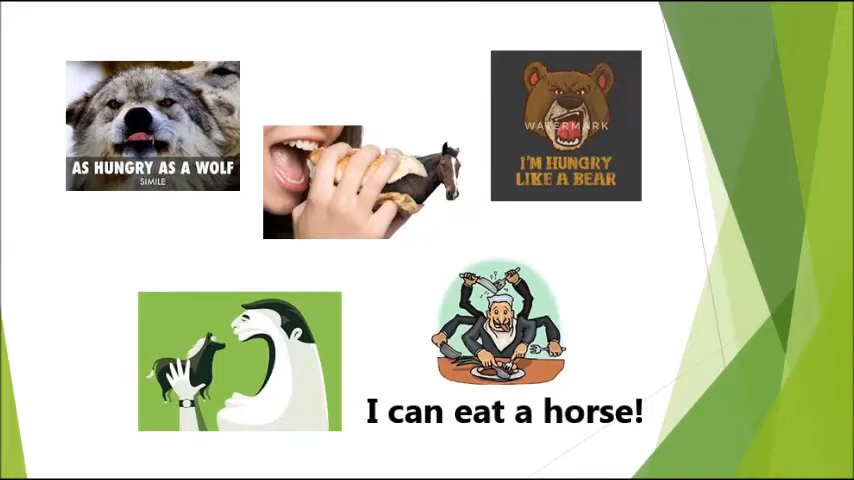 AS HUNGRY AS A WOLF
SIMILE
WATERMARK
I'M HUNGRY
LIKE A BEAR
I can eat a horse!